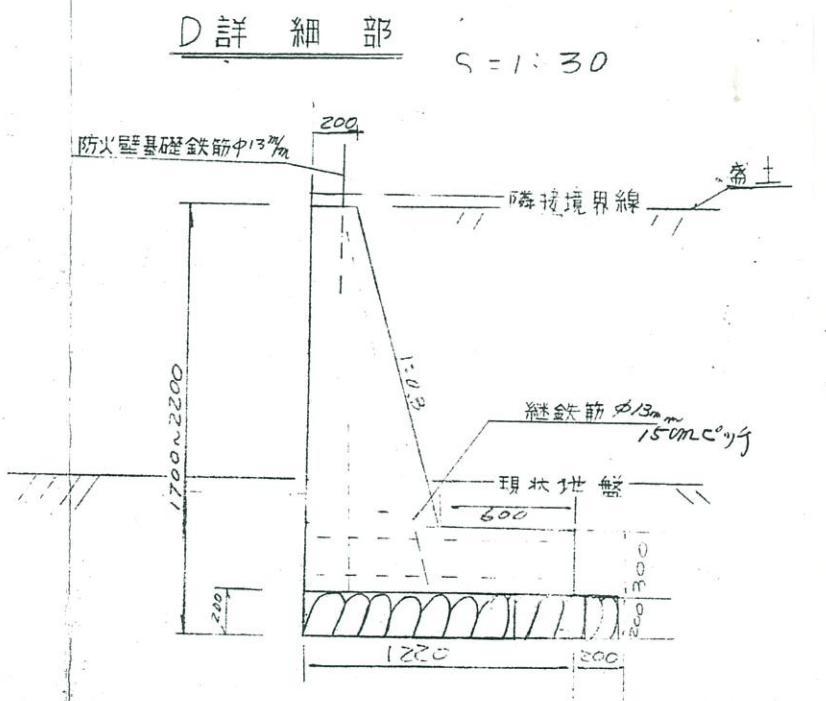 D詳細部 S=1:30
200
防火壁基礎鉄筋φ13m/m
盛土
隣接境界線
1:0.3
1700~2200
継鉄筋 φ13mm
15cmピッチ
現状地盤
600
300
200
200
1220
200